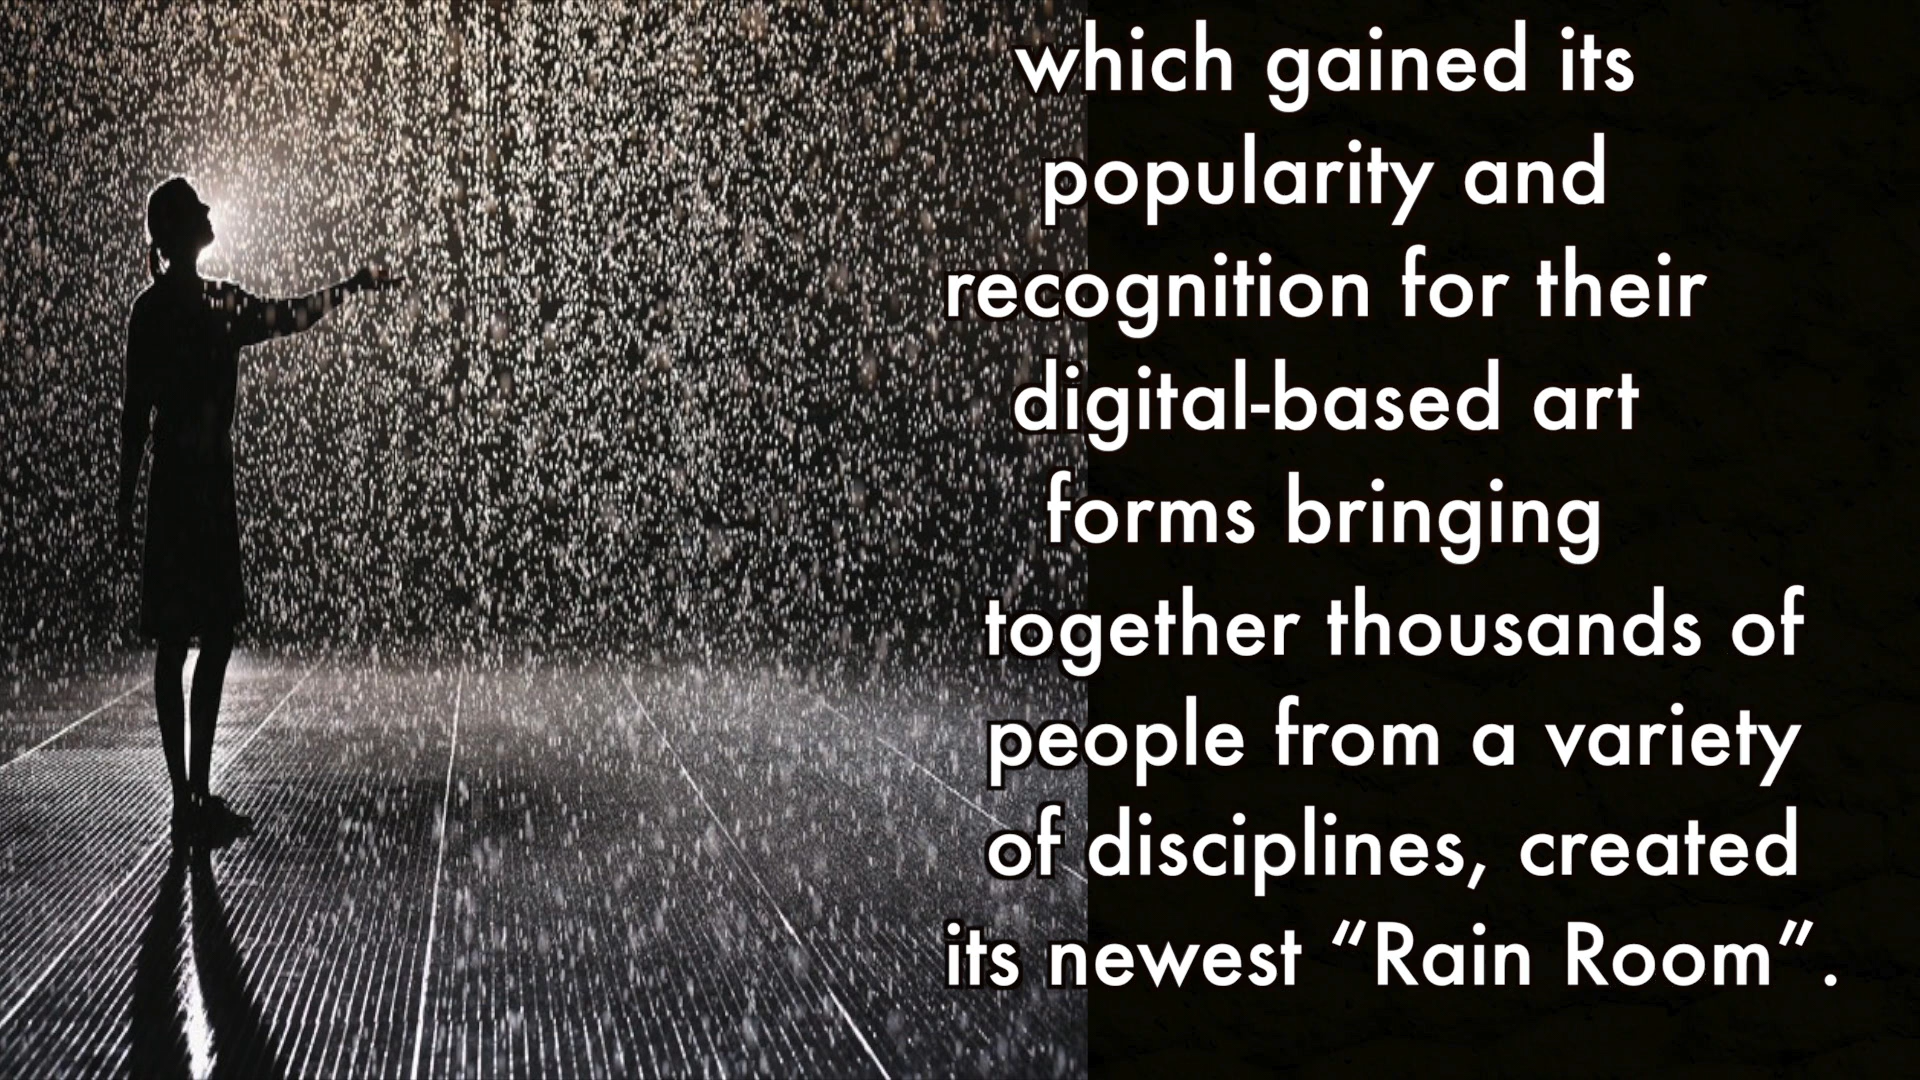 which gained its
popularity and
recognition for their
digital-based art
forms bringing
together thousands of
people from a variety
of disciplines, created
its newest “Rain Room”.